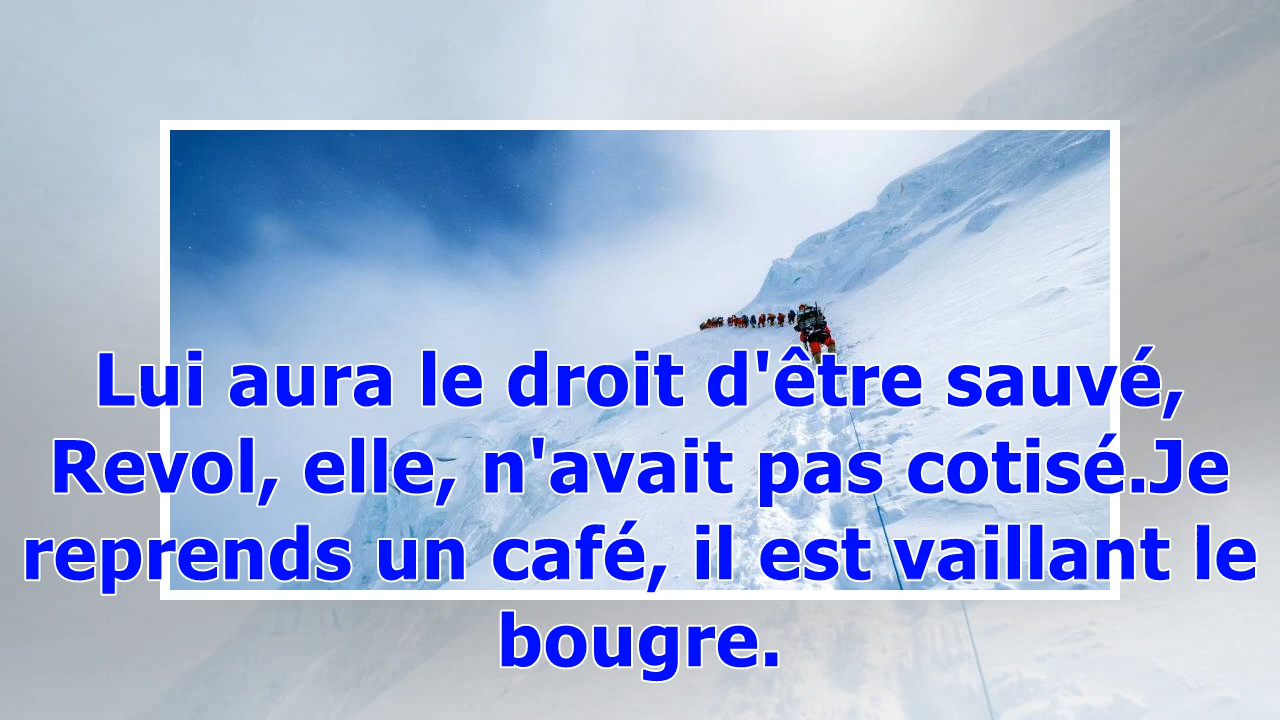 Lui aura le droit d'être sauvé,
Revol, elle, n'avait pas cotisé.Je
reprends un café, il est vaillant le
bougre.